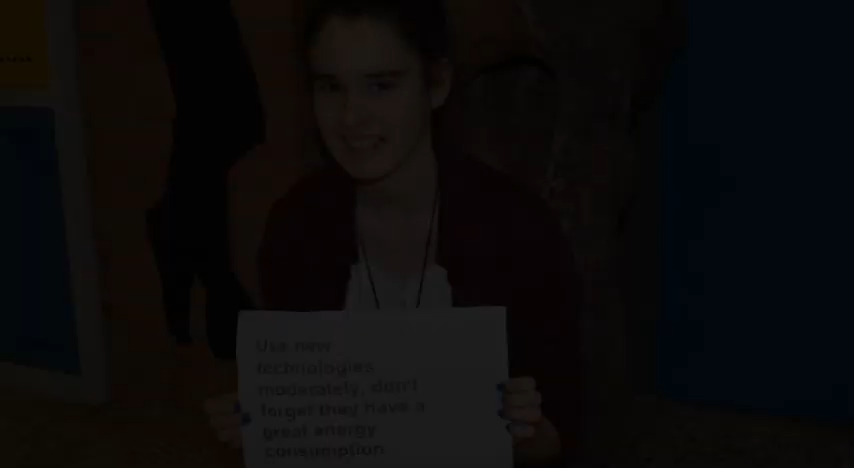 Use new
technologies
moderately, don't
forget they have a
great energy
consumption